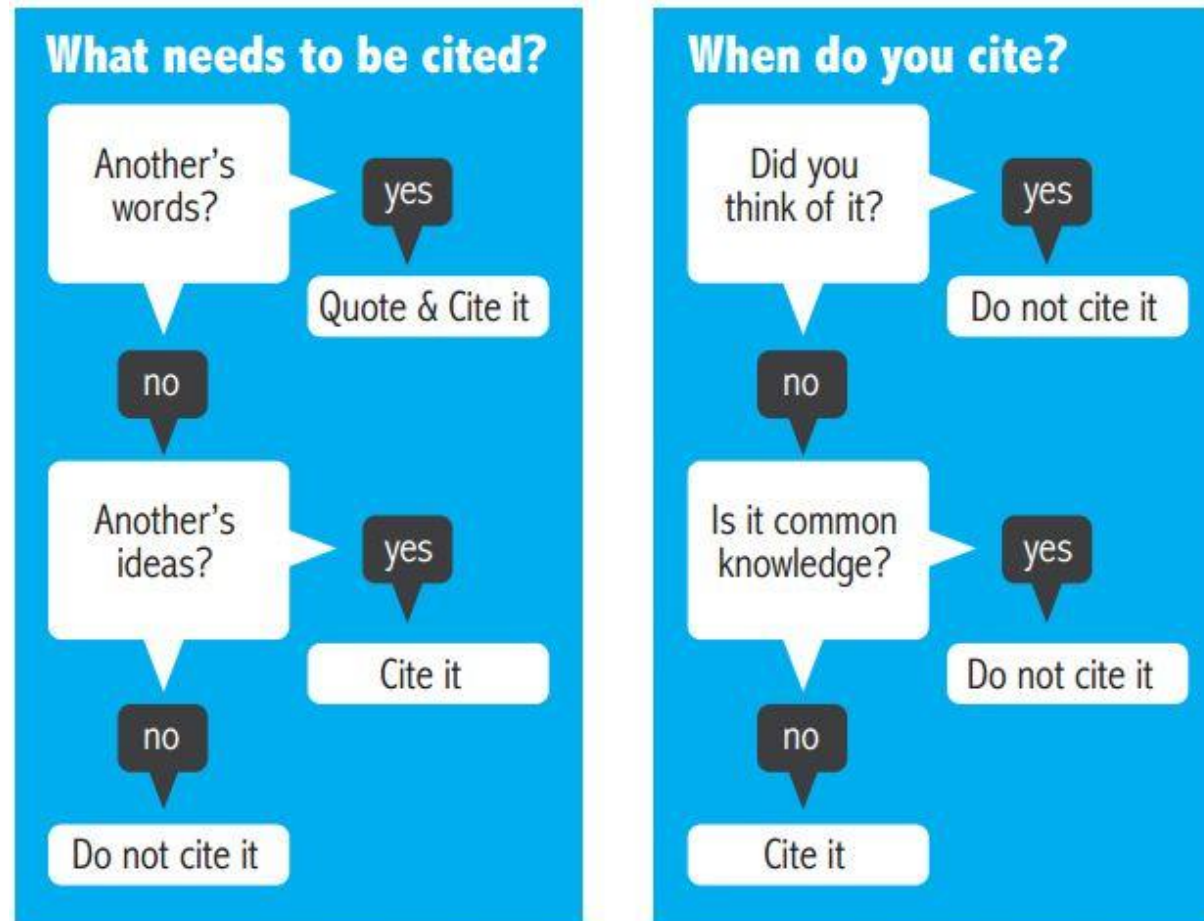 What needs to be cited?
Another’s
words?
yes
Quote & Cite it
no
Another’s
ideas?
yes
Cite it
no
Do not cite it
When do you cite?
Did you
think of it?
yes
Do not cite it
no
Is it common
knowledge?
yes
Do not cite it
no
Cite it